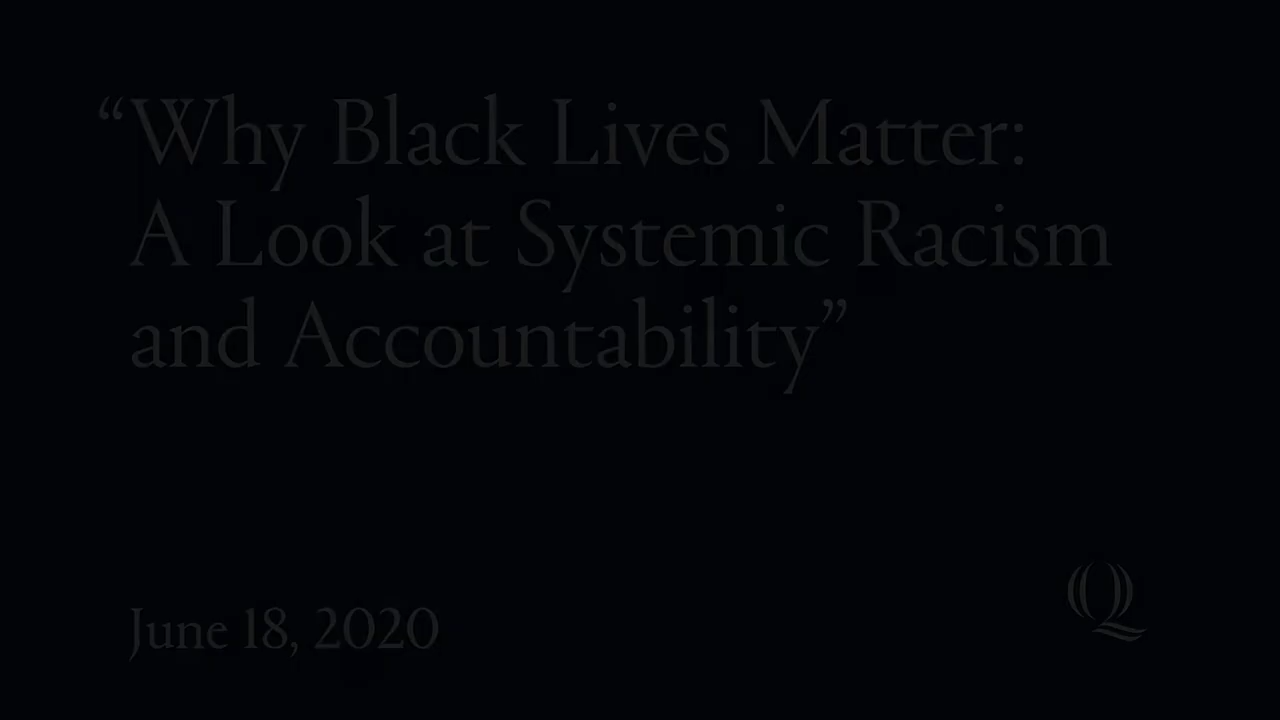 “Why Black Lives Matter:
A Look at Systemic Racism
and Accountability”
June 18, 2020
Q